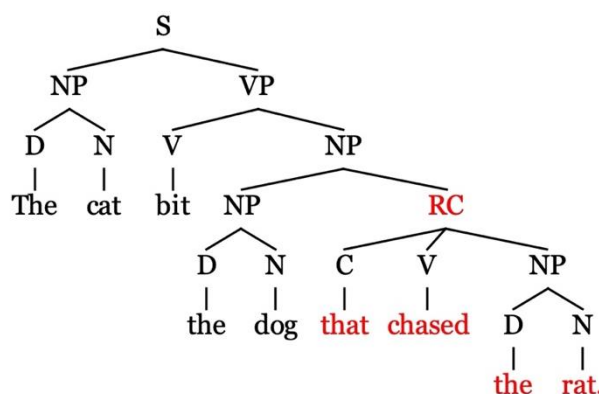 S
NP VP
D N V NP
The cat bit NP RC
D N C V NP
the dog that chased D N
the rat.